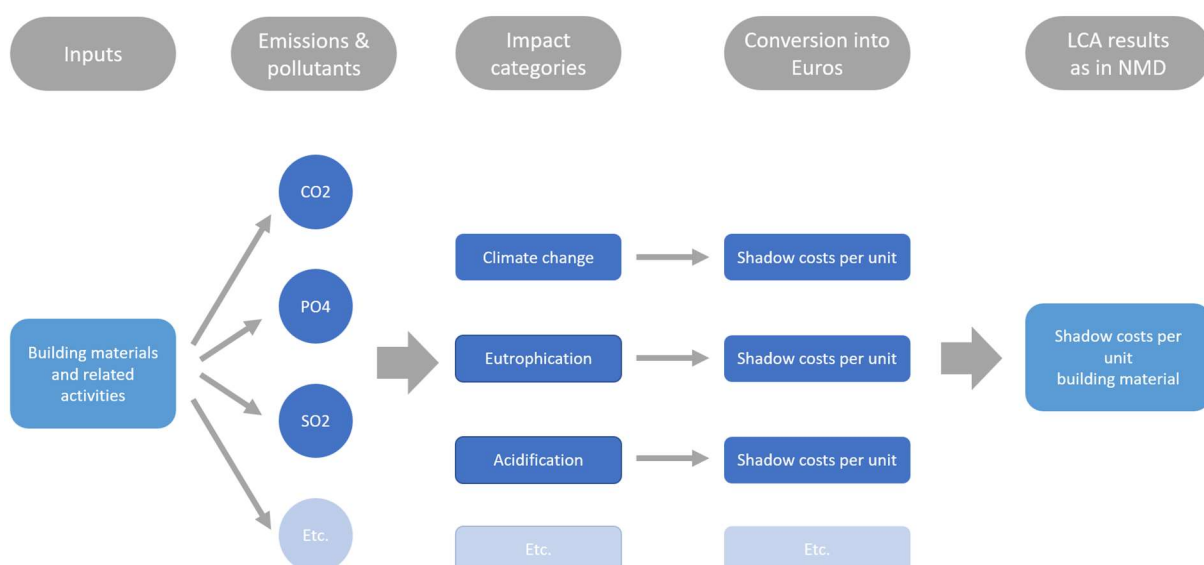 Inputs
Emissions &
pollutants
Impact
categories
Conversion into
Euros
LCA results
as in NMD
Building materials
and related
activities
CO2
PO4
SO2
Etc.
Climate change
Eutrophication
Acidification
Etc.
Shadow costs per unit
Shadow costs per unit
Shadow costs per unit
Etc.
Shadow costs per
unit
building material